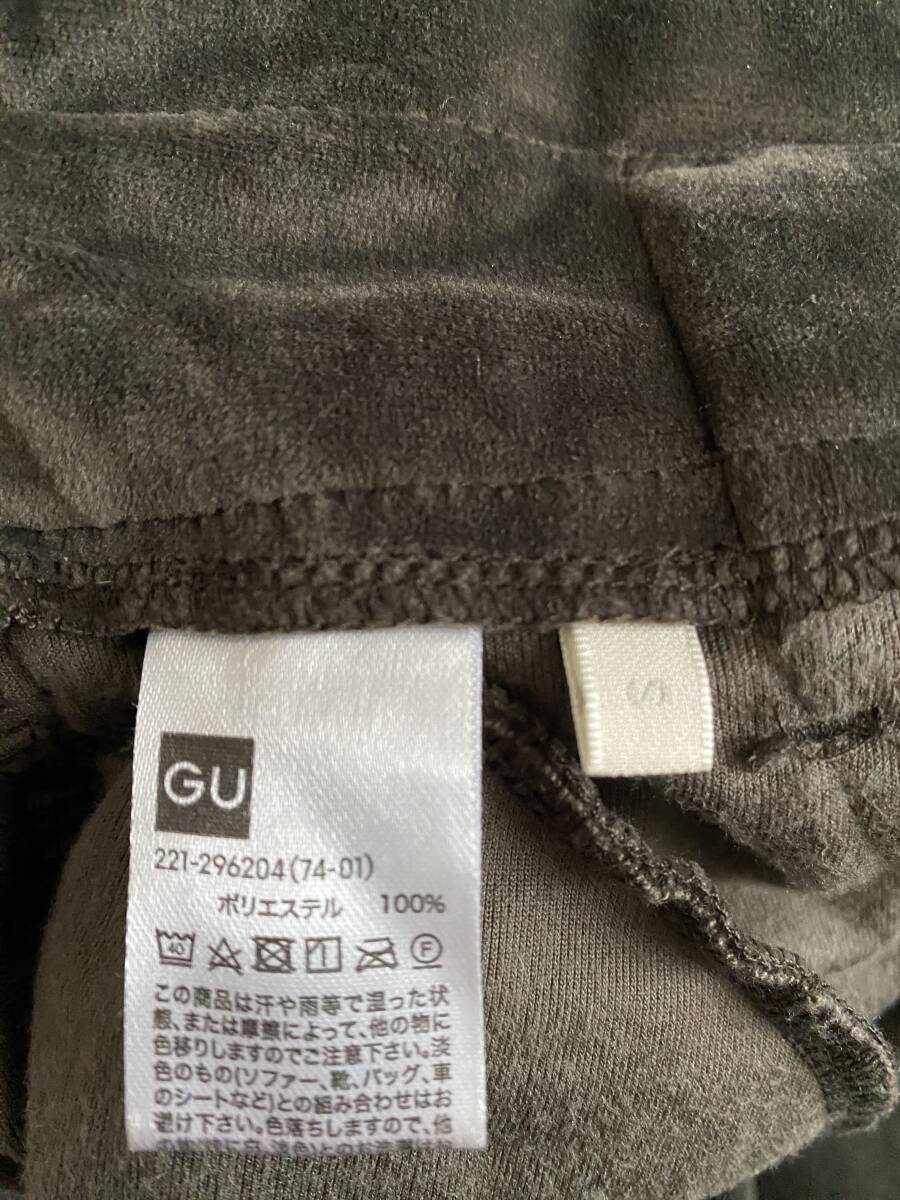 GU
221-296204(74-01)
ポリエステル 100%
40
F
この商品は汗や雨等で湿った状
態、または摩擦によって、他の物に
色移りしますのでご注意下さい。淡
色のもの(ソファー、靴、バッグ、車
のシートなど)との組み合わせはお
避け下さい。色落ちしますので、他
S